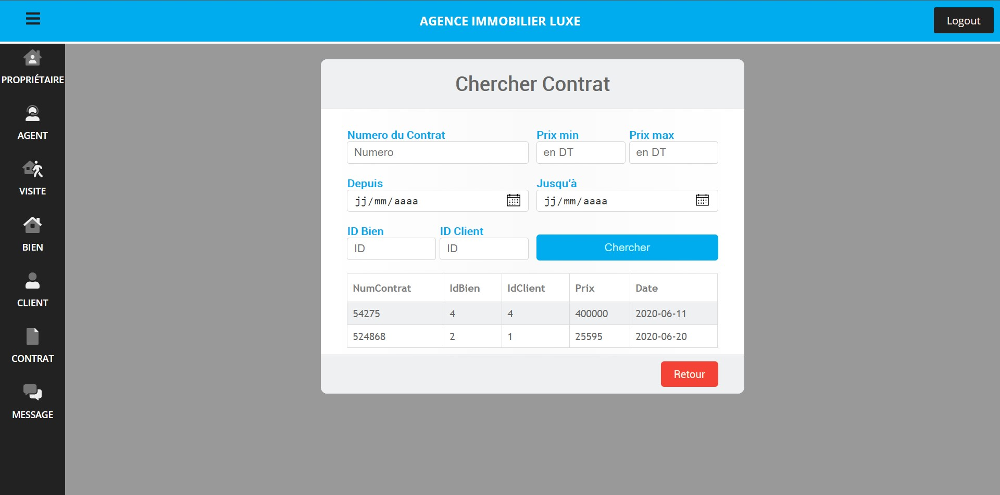 AGENCE IMMOBILIER LUXE
Logout
PROPRIÉTAIRE
AGENT
VISITE
BIEN
CLIENT
CONTRAT
MESSAGE
Chercher Contrat
Numero du Contrat Prix min Prix max
Numero en DT en DT
Depuis Jusqu'à
jj/mm/aaaa jj/mm/aaaa
ID Bien ID Client
ID ID Chercher
NumContrat IdBien IdClient Prix Date
54275 4 4 400000 2020-06-11
524868 2 1 25595 2020-06-20
Retour